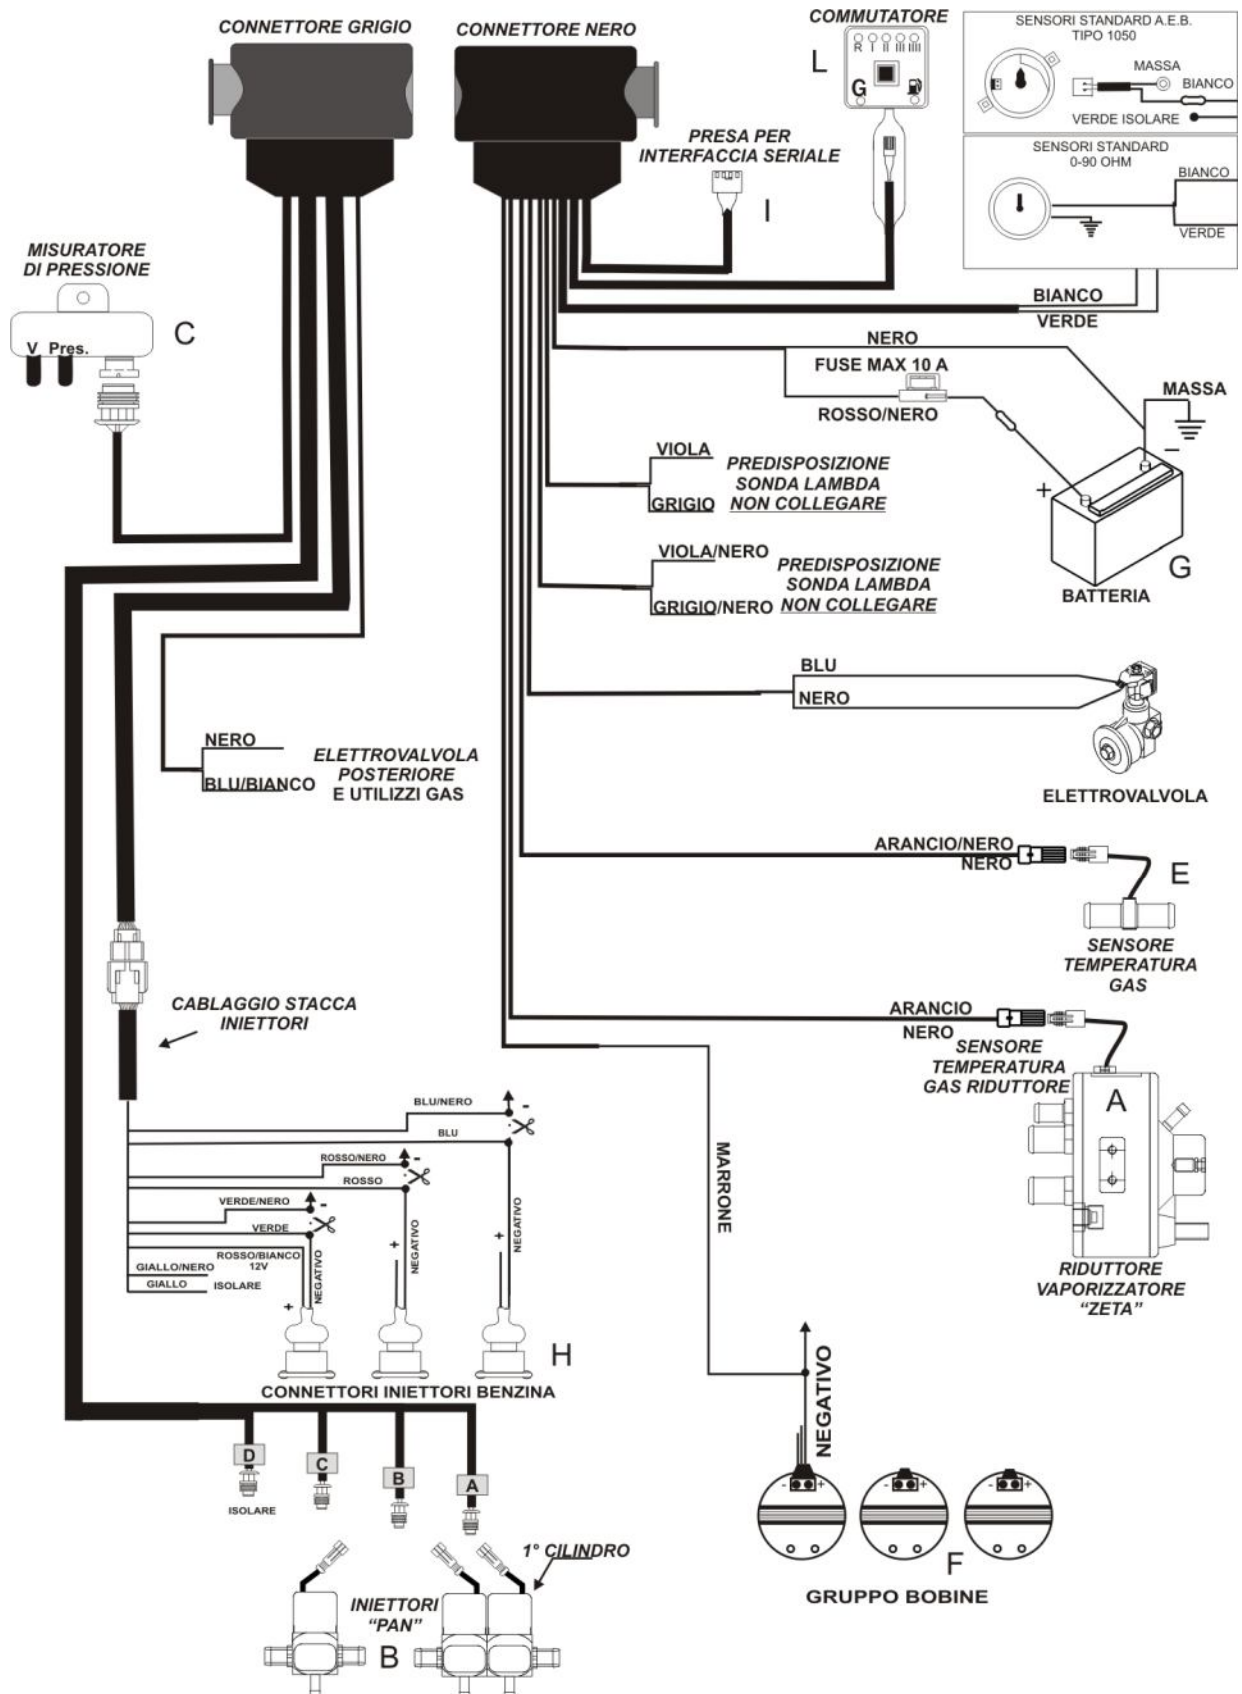 CONNETTORE GRIGIO
CONNETTORE NERO
COMMUTATORE
L
R I II III IIII
G
SENSORI STANDARD A.E.B.
TIPO 1050
MASSA
BIANCO
VERDE ISOLARE
SENSORI STANDARD
0-90 OHM
BIANCO
VERDE
PRESA PER
INTERFACCIA SERIALE
I
MISURATORE
DI PRESSIONE
C
V Pres.
BIANCO
VERDE
NERO
FUSE MAX 10 A
ROSSO/NERO
MASSA
-
+
G
BATTERIA
VIOLA
GRIGIO
PREDISPOSIZIONE
SONDA LAMBDA
NON COLLEGARE
VIOLA/NERO
GRIGIO/NERO
PREDISPOSIZIONE
SONDA LAMBDA
NON COLLEGARE
BLU
NERO
ELETTROVALVOLA
NERO
BLU/BIANCO
ELETTROVALVOLA
POSTERIORE
E UTILIZZI GAS
ARANCIO/NERO
NERO
E
SENSORE
TEMPERATURA
GAS
CABLAGGIO STACCA
INIETTORI
ARANCIO
NERO
SENSORE
TEMPERATURA
GAS RIDUTTORE
A
RIDUTTORE
VAPORIZZATORE
“ZETA”
BLU/NERO
-
BLU
ROSSO/NERO
-
ROSSO
VERDE/NERO
-
VERDE
ROSSO/BIANCO
12V
GIALLO/NERO
GIALLO
ISOLARE
+
NEGATIVO
+
NEGATIVO
+
NEGATIVO
H
CONNETTORI INIETTORI BENZINA
MARRONE
NEGATIVO
D
C
B
A
ISOLARE
- +
- +
- +
F
GRUPPO BOBINE
1° CILINDRO
INIETTORI
“PAN”
B